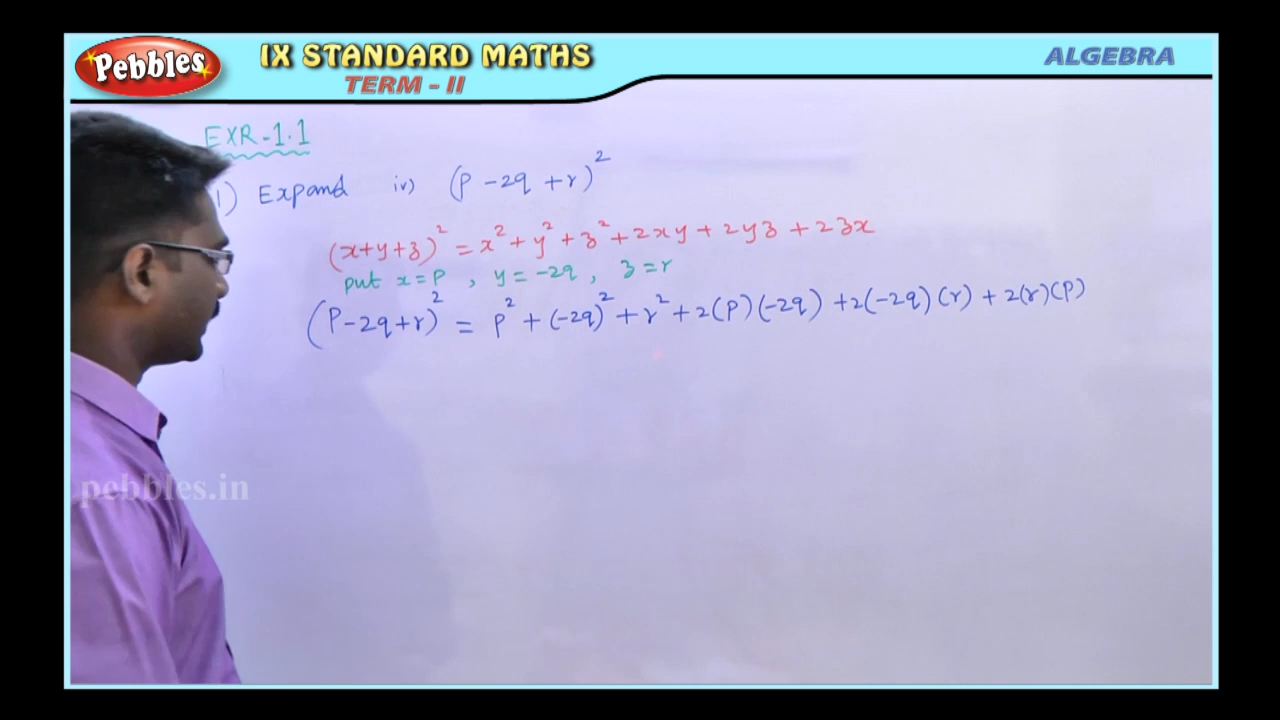 Pebbles
IX STANDARD MATHS
TERM - II
ALGEBRA
EXR-1.1
1) Expand iv) (p - 2q + r)²
(x+y+z)² = x² + y² + z² + 2xy + 2yz + 2zx
put x = p , y = -2q , z = r
(p-2q+r)² = p² + (-2q)² + r² + 2(p)(-2q) + 2(-2q)(r) + 2(r)(p)
pebbles.in